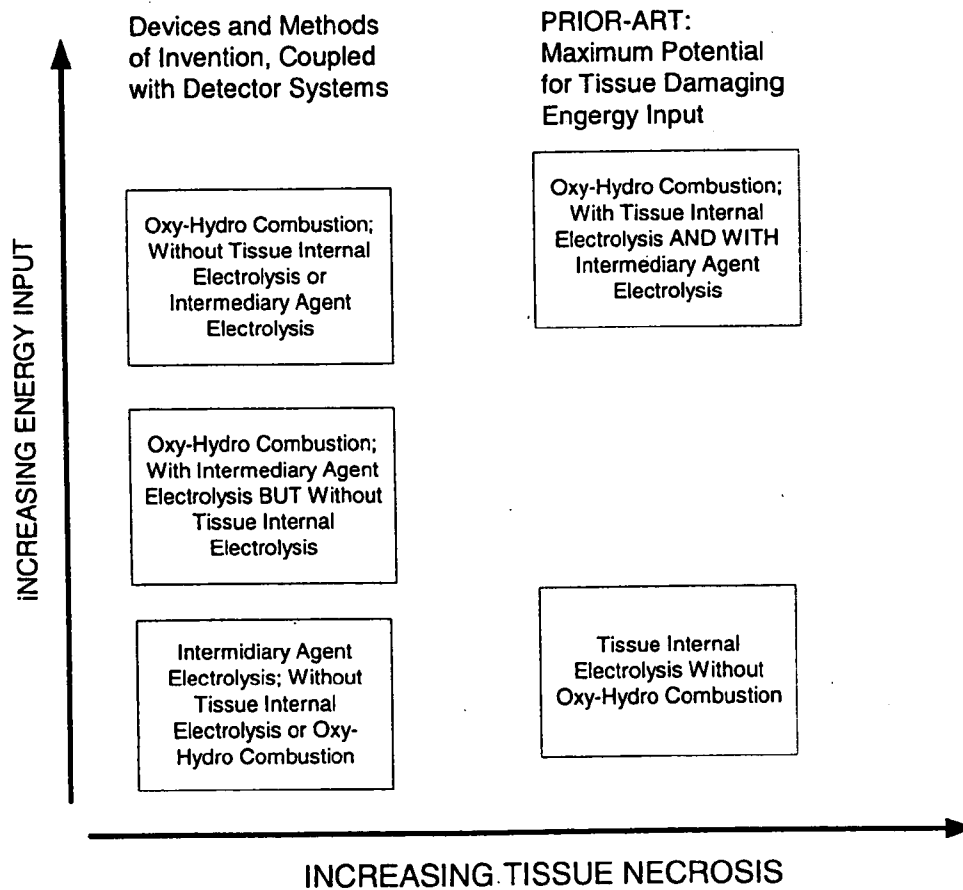 Devices and Methods
of Invention, Coupled
with Detector Systems
PRIOR-ART:
Maximum Potential
for Tissue Damaging
Engergy Input
iNCREASING ENERGY INPUT
Oxy-Hydro Combustion;
Without Tissue Internal
Electrolysis or
Intermediary Agent
Electrolysis
Oxy-Hydro Combustion;
With Tissue Internal
Electrolysis AND WITH
Intermediary Agent
Electrolysis
Oxy-Hydro Combustion;
With Intermediary Agent
Electrolysis BUT Without
Tissue Internal
Electrolysis
Intermidiary Agent
Electrolysis; Without
Tissue Internal
Electrolysis or Oxy-
Hydro Combustion
Tissue Internal
Electrolysis Without
Oxy-Hydro Combustion
INCREASING TISSUE NECROSIS